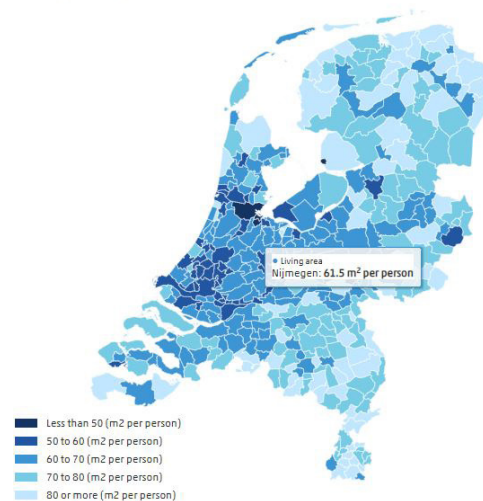 Living area
Nijmegen: 61.5 m² per person
Less than 50 (m2 per person)
50 to 60 (m2 per person)
60 to 70 (m2 per person)
70 to 80 (m2 per person)
80 or more (m2 per person)